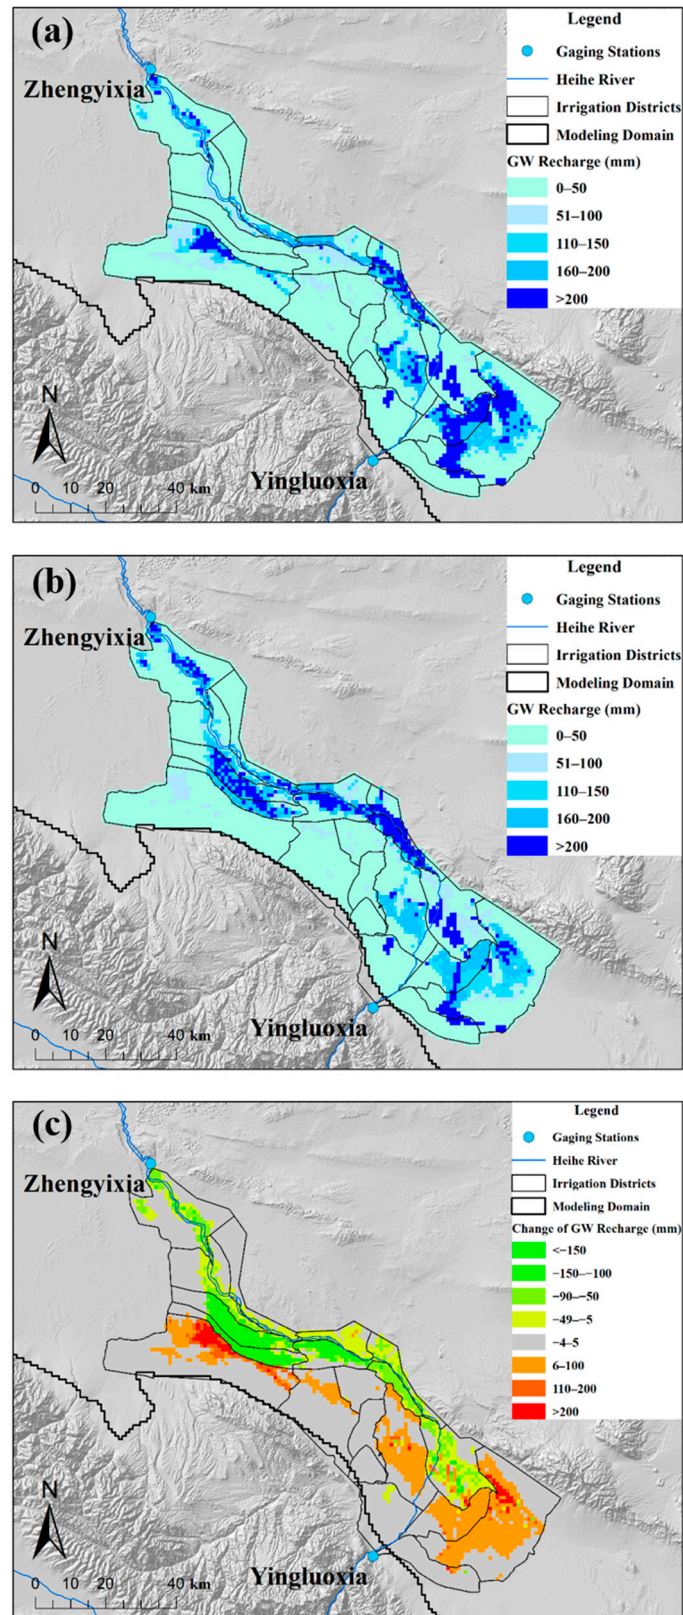 (a)
Zhengyixia
Yingluoxia
N
0 10 20 40 km
Legend
Gaging Stations
Heihe River
Irrigation Districts
Modeling Domain
GW Recharge (mm)
0–50
51–100
110–150
160–200
>200
(b)
Zhengyixia
Yingluoxia
N
0 10 20 40 km
Legend
Gaging Stations
Heihe River
Irrigation Districts
Modeling Domain
GW Recharge (mm)
0–50
51–100
110–150
160–200
>200
(c)
Zhengyixia
Yingluoxia
N
0 10 20 40 km
Legend
Gaging Stations
Heihe River
Irrigation Districts
Modeling Domain
Change of GW Recharge (mm)
<−150
−150–−100
−90–−50
−49–−5
−4–5
6–100
110–200
>200